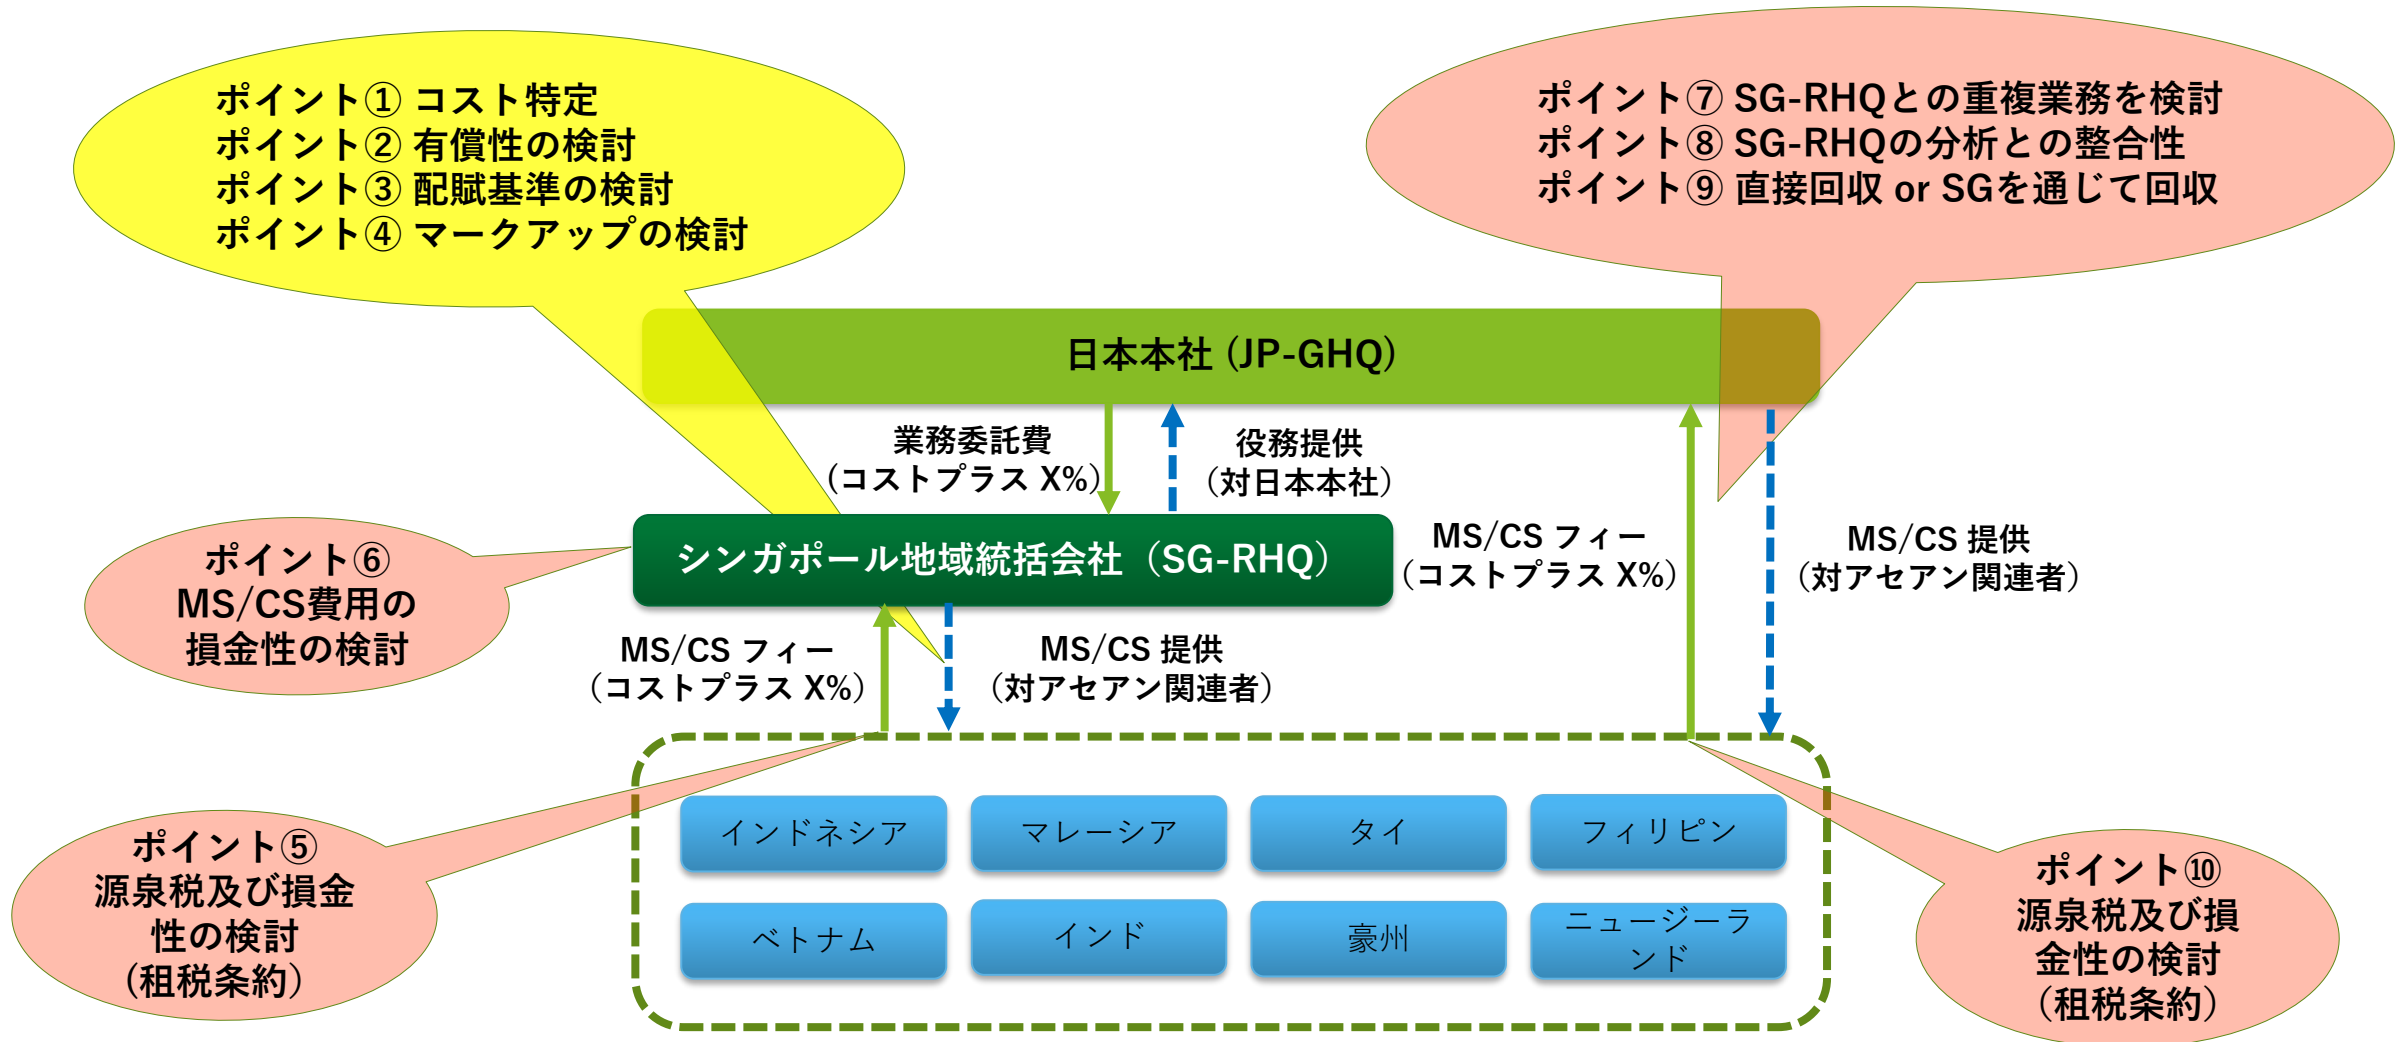 ポイント① コスト特定
ポイント② 有償性の検討
ポイント③ 配賦基準の検討
ポイント④ マークアップの検討
ポイント⑦ SG-RHQとの重複業務を検討
ポイント⑧ SG-RHQの分析との整合性
ポイント⑨ 直接回収 or SGを通じて回収
日本本社 (JP-GHQ)
業務委託費
(コストプラス X%)
役務提供
(対日本本社)
ポイント⑥
MS/CS費用の
損金性の検討
シンガポール地域統括会社（SG-RHQ）
MS/CS フィー
(コストプラス X%)
MS/CS 提供
(対アセアン関連者)
MS/CS フィー
(コストプラス X%)
MS/CS 提供
(対アセアン関連者)
ポイント⑤
源泉税及び損金
性の検討
(租税条約)
インドネシア
マレーシア
タイ
フィリピン
ベトナム
インド
豪州
ニュージーラ
ンド
ポイント⑩
源泉税及び損
金性の検討
(租税条約)